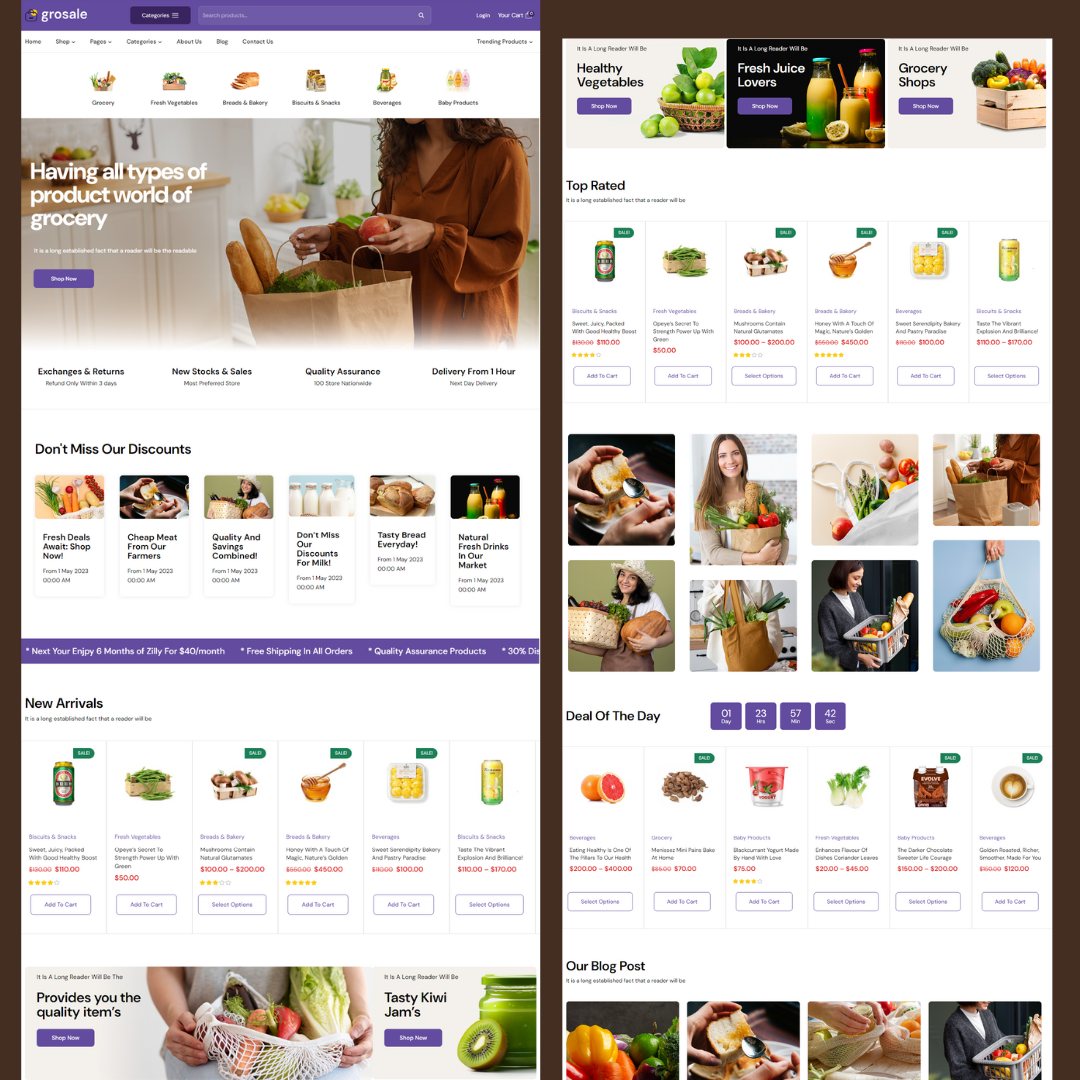 grosale
Categories
Search products...
Login
Your Cart
Home
Shop
Pages
Categories
About Us
Blog
Contact Us
Trending Products
Grocery
Fresh Vegetables
Breads & Bakery
Biscuits & Snacks
Beverages
Baby Products
Having all types of
product world of
grocery
It is a long established fact that a reader will be the readable
Shop Now
Exchanges & Returns
Refund Only Within 3 days
New Stocks & Sales
Most Preferred Store
Quality Assurance
100 Store Nationwide
Delivery From 1 Hour
Next Day Delivery
Don't Miss Our Discounts
Fresh Deals
Await: Shop
Now!
From 1 May 2023
00:00 AM
Cheap Meat
From Our
Farmers
From 1 May 2023
00:00 AM
Quality And
Savings
Combined!
From 1 May 2023
00:00 AM
Don't Miss
Our
Discounts
For Milk!
From 1 May 2023
00:00 AM
Tasty Bread
Everyday!
From 1 May 2023
00:00 AM
Natural
Fresh Drinks
In Our
Market
From 1 May 2023
00:00 AM
* Next Your Enjpy 6 Months of Zilly For $40/month
* Free Shipping In All Orders
* Quality Assurance Products
* 30% Dis
New Arrivals
It is a long established fact that a reader will be
SALE!
Biscuits & Snacks
Sweet, Juicy, Packed
With Good Healthy Boost
$130.00 $110.00
Add To Cart
Fresh Vegetables
Opeye's Secret To
Strength Power Up With
Green
$50.00
Add To Cart
SALE!
Breads & Bakery
Mushrooms Contain
Natural Glutamates
$100.00 – $200.00
Select Options
SALE!
Breads & Bakery
Honey With A Touch Of
Magic, Nature's Golden
$550.00 $450.00
Add To Cart
SALE!
Beverages
Sweet Serendipity Bakery
And Pastry Paradise
$110.00 $100.00
Add To Cart
Biscuits & Snacks
Taste The Vibrant
Explosion And Brilliance!
$110.00 – $170.00
Select Options
It Is A Long Reader Will Be The
Provides you the
quality item's
Shop Now
It Is A Long Reader Will Be
Tasty Kiwi
Jam's
Shop Now
It Is A Long Reader Will Be
Healthy
Vegetables
Shop Now
It Is A Long Reader Will Be
Fresh Juice
Lovers
Shop Now
It Is A Long Reader Will Be
Grocery
Shops
Shop Now
Top Rated
It is a long established fact that a reader will be
SALE!
Biscuits & Snacks
Sweet, Juicy, Packed
With Good Healthy Boost
$130.00 $110.00
Add To Cart
Fresh Vegetables
Opeye's Secret To
Strength Power Up With
Green
$50.00
Add To Cart
SALE!
Breads & Bakery
Mushrooms Contain
Natural Glutamates
$100.00 – $200.00
Select Options
SALE!
Breads & Bakery
Honey With A Touch Of
Magic, Nature's Golden
$550.00 $450.00
Add To Cart
SALE!
Beverages
Sweet Serendipity Bakery
And Pastry Paradise
$110.00 $100.00
Add To Cart
Biscuits & Snacks
Taste The Vibrant
Explosion And Brilliance!
$110.00 – $170.00
Select Options
Deal Of The Day
01
Day
23
Hrs
57
Min
42
Sec
Beverages
Eating Healthy Is One Of
The Pillars To Our Health
$200.00 – $400.00
Select Options
SALE!
Grocery
Menissez Mini Pains Bake
At Home
$85.00 $70.00
Add To Cart
YOGURT
Baby Products
Blackcurrant Yogurt Made
By Hand With Love
$75.00
Add To Cart
Fresh Vegetables
Enhances Flavour Of
Dishes Coriander Leaves
$20.00 – $45.00
Select Options
SALE!
EVOLVE
Baby Products
The Darker Chocolate
Sweeter Life Courage
$150.00 – $200.00
Select Options
SALE!
Beverages
Golden Roasted, Richer,
Smoother, Made For You
$150.00 $120.00
Add To Cart
Our Blog Post
It is a long established fact that a reader will be